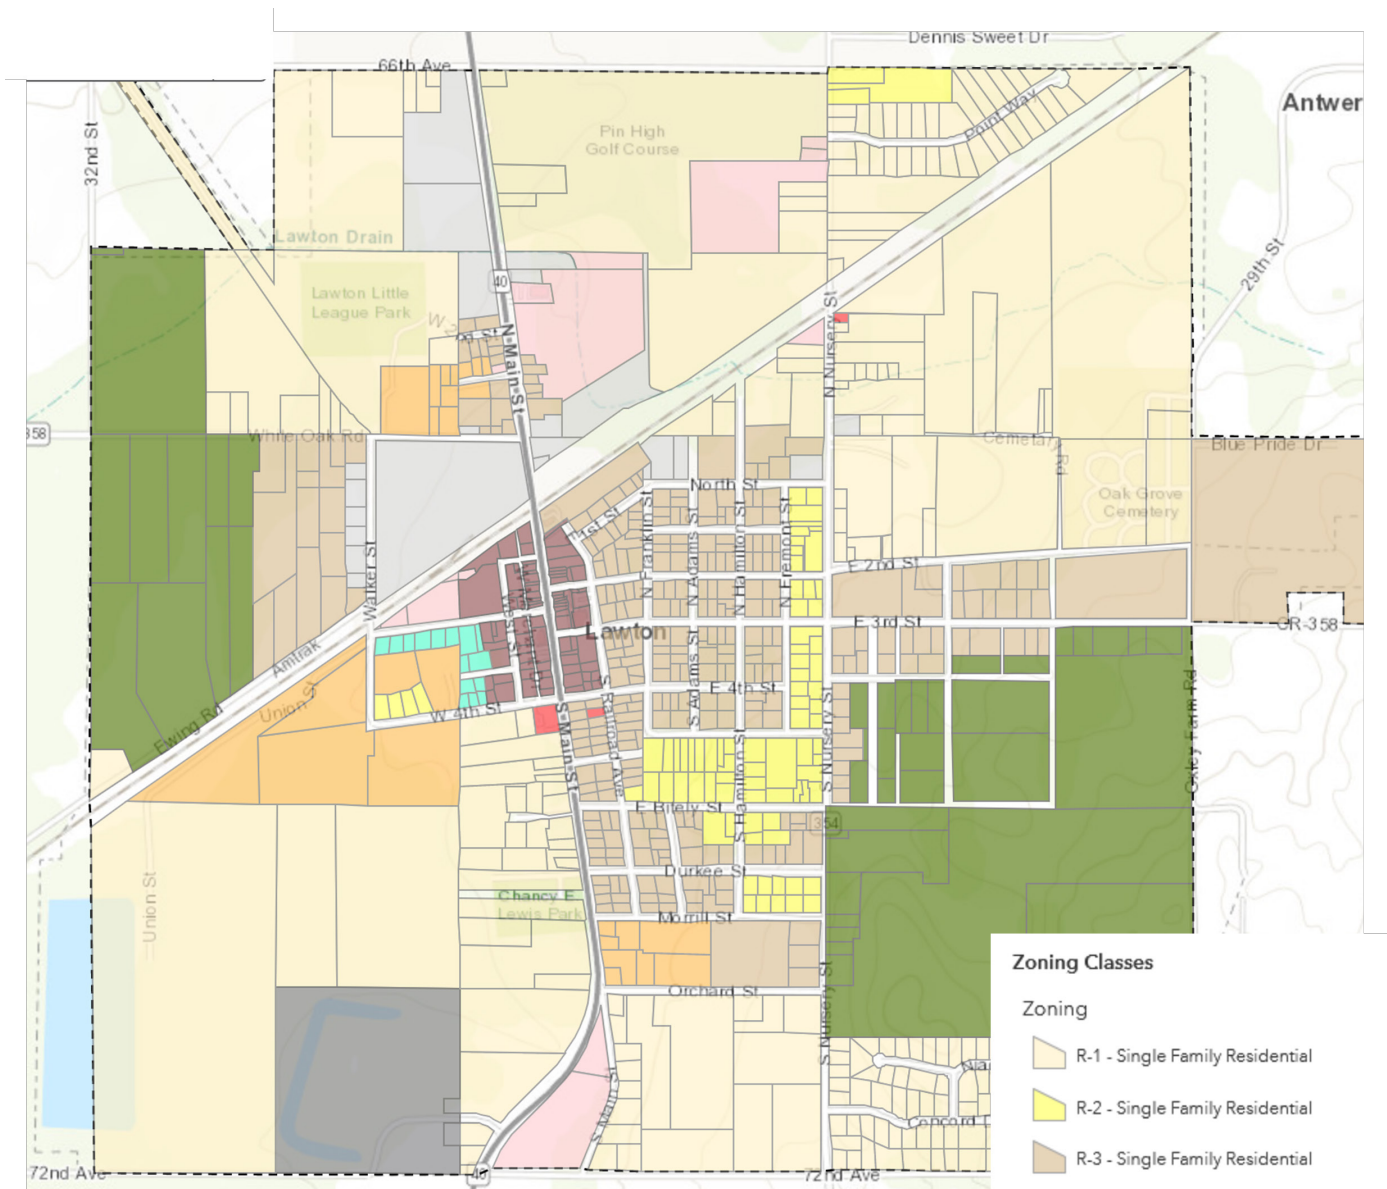 Dennis Sweet Dr
66th Ave
Antwer
Point Way
32nd St
Pin High
Golf Course
Lawton Drain
29th St
40
Lawton Little
League Park
N Main St
N Nursery St
358
White Oak Rd
Cemetary Rd
Blue Pride Dr
North St
Oak Grove
Cemetery
1st St
N Franklin St
N Adams St
N Hamilton St
N Fremont St
Walker St
E 2nd St
Lawton
E 3rd St
CR-358
Amtrak
Union St
E 4th St
S Adams St
W 4th St
Ewing Rd
S Main St
S Railroad Ave
S Nursery St
Oxley Farm Rd
E Bitely St
S Hamilton St
354
Durkee St
Chancy E
Lewis Park
Union St
Morrill St
Orchard St
S Nursery St
S Main St
Concord
72nd Ave
40
72nd Ave
Zoning Classes
Zoning
R-1 - Single Family Residential
R-2 - Single Family Residential
R-3 - Single Family Residential